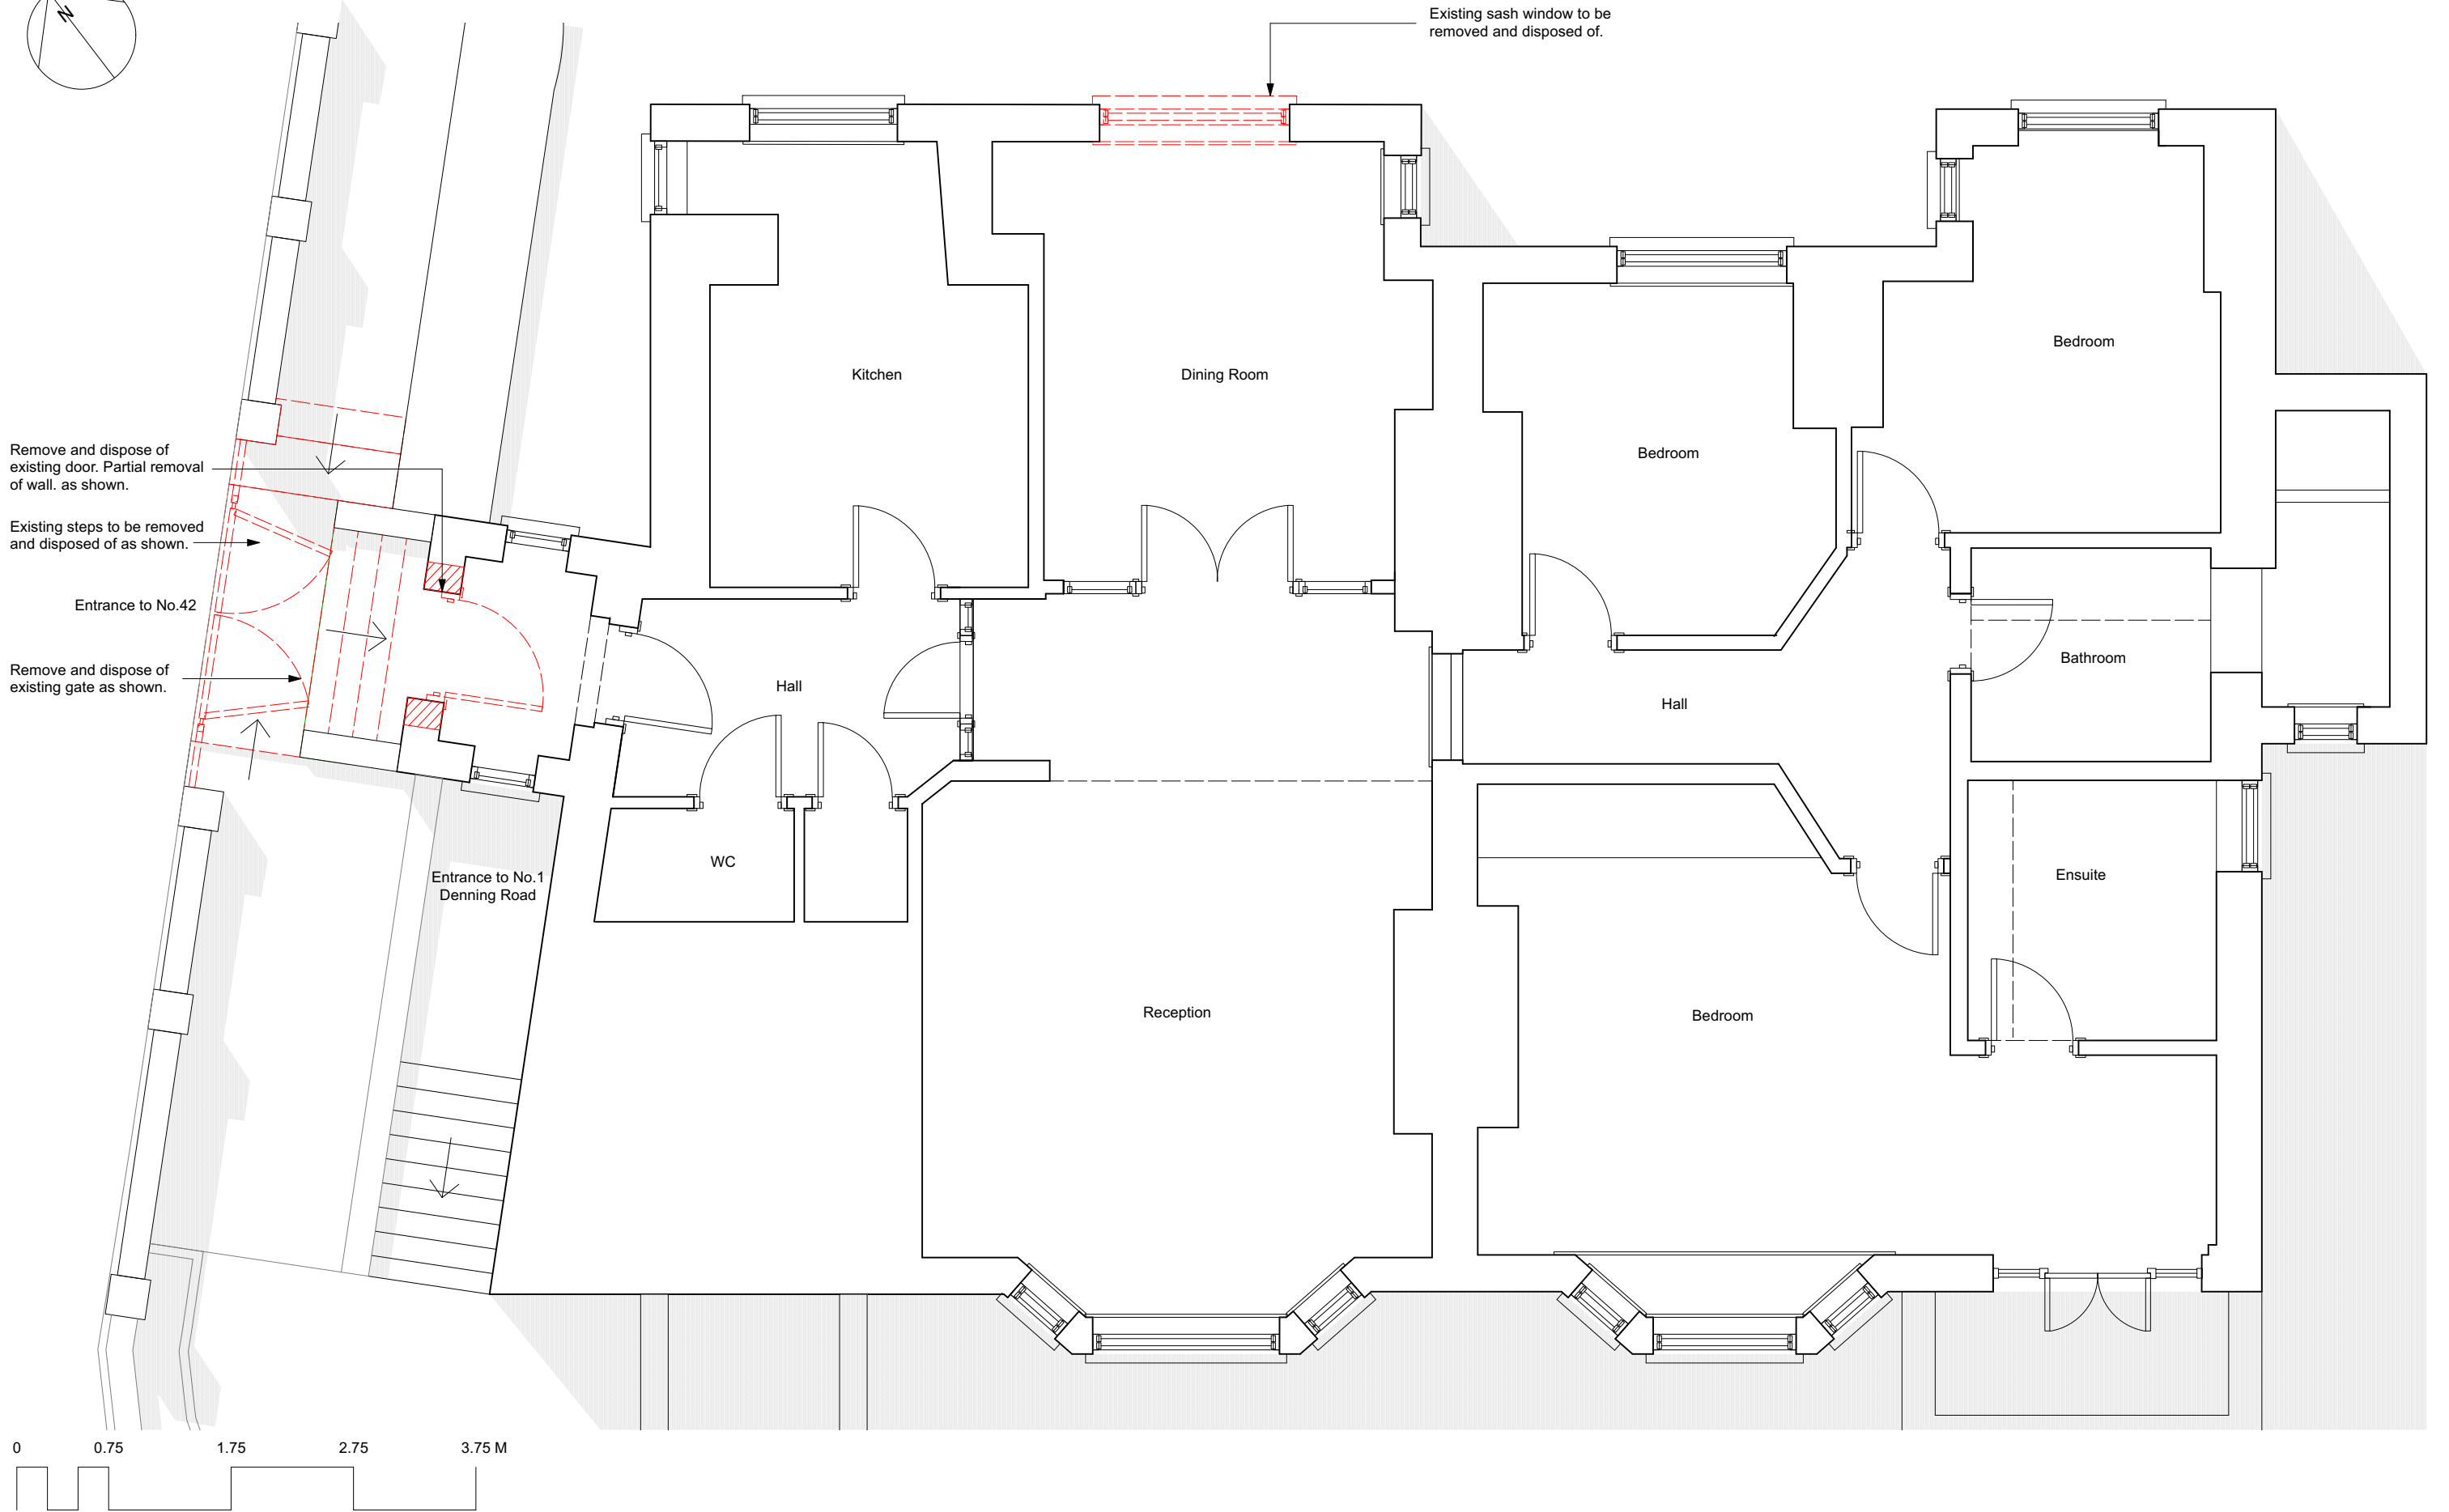 N
Existing sash window to be
removed and disposed of.
Kitchen
Dining Room
Bedroom
Bedroom
Remove and dispose of
existing door. Partial removal
of wall. as shown.
Existing steps to be removed
and disposed of as shown.
Entrance to No.42
Remove and dispose of
existing gate as shown.
Hall
Hall
Bathroom
WC
Entrance to No.1
Denning Road
Ensuite
Reception
Bedroom
0 0.75 1.75 2.75 3.75 M